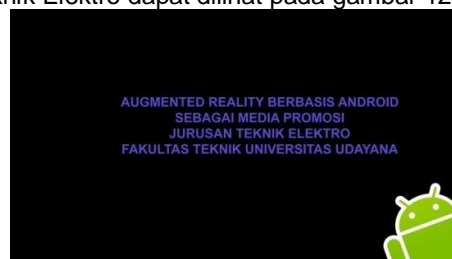 Elektro dapat dilihat pada gambar 12
AUGMENTED REALITY BERBASIS ANDROID
SEBAGAI MEDIA PROMOSI
JURUSAN TEKNIK ELEKTRO
FAKULTAS TEKNIK UNIVERSITAS UDAYANA